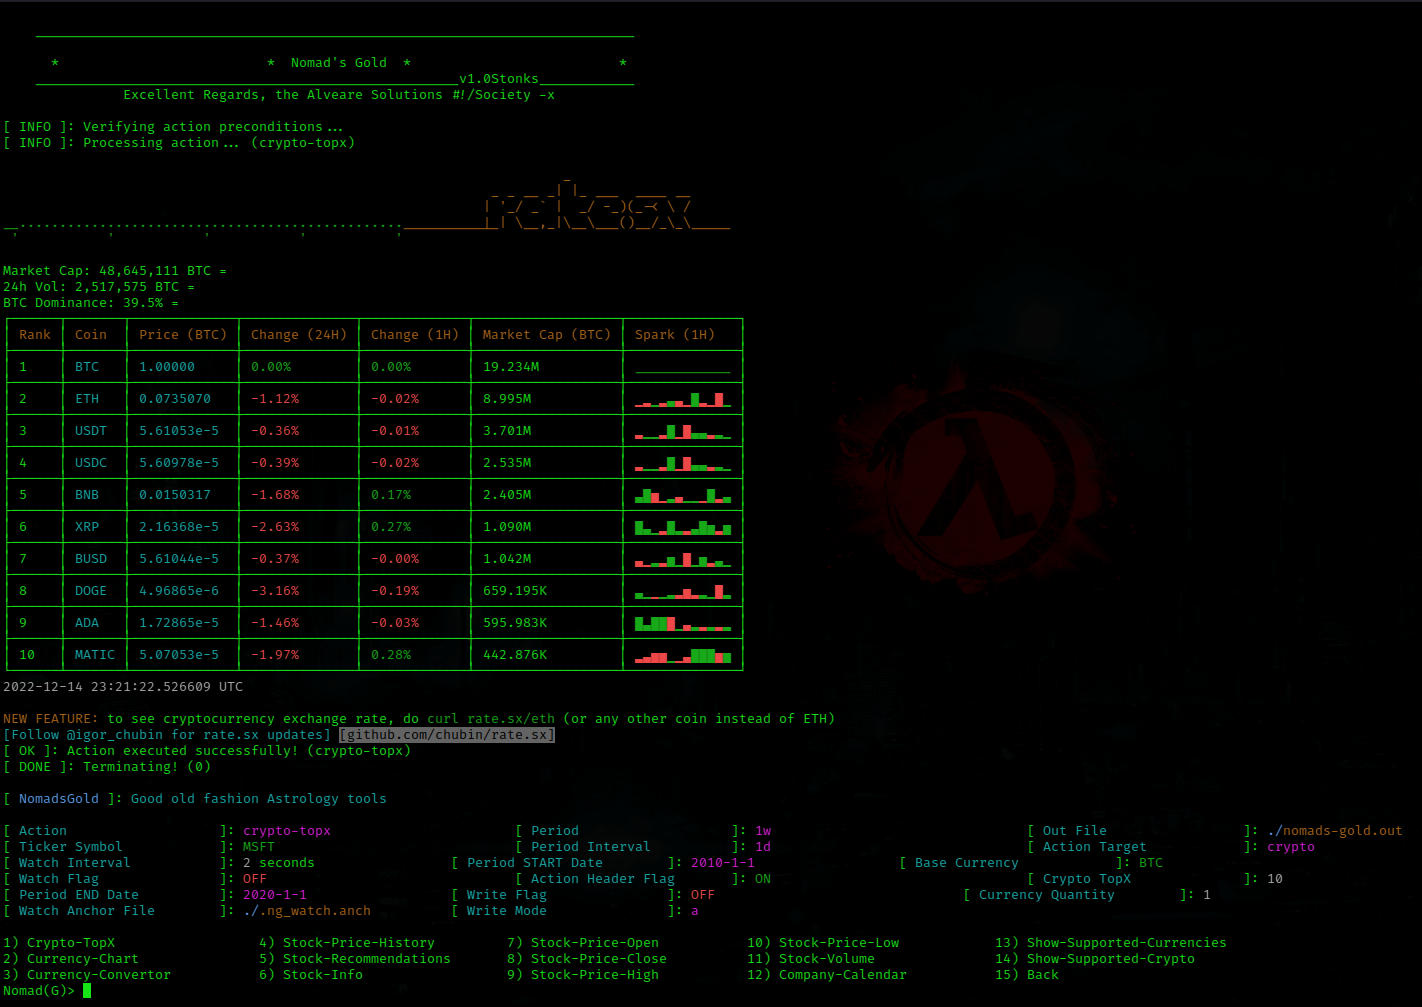 * * Nomad's Gold * *
v1.0Stonks
Excellent Regards, the Alveare Solutions #!/Society -x
[ INFO ]: Verifying action preconditions...
[ INFO ]: Processing action... (crypto-topx)
rate.sx
Market Cap: 48,645,111 BTC =
24h Vol: 2,517,575 BTC =
BTC Dominance: 39.5% =
Rank Coin Price (BTC) Change (24H) Change (1H) Market Cap (BTC) Spark (1H)
1 BTC 1.00000 0.00% 0.00% 19.234M
2 ETH 0.0735070 -1.12% -0.02% 8.995M
3 USDT 5.61053e-5 -0.36% -0.01% 3.701M
4 USDC 5.60978e-5 -0.39% -0.02% 2.535M
5 BNB 0.0150317 -1.68% 0.17% 2.405M
6 XRP 2.16368e-5 -2.63% 0.27% 1.090M
7 BUSD 5.61044e-5 -0.37% -0.00% 1.042M
8 DOGE 4.96865e-6 -3.16% -0.19% 659.195K
9 ADA 1.72865e-5 -1.46% -0.03% 595.983K
10 MATIC 5.07053e-5 -1.97% 0.28% 442.876K
2022-12-14 23:21:22.526609 UTC
NEW FEATURE: to see cryptocurrency exchange rate, do curl rate.sx/eth (or any other coin instead of ETH)
[Follow @igor_chubin for rate.sx updates] [github.com/chubin/rate.sx]
[ OK ]: Action executed successfully! (crypto-topx)
[ DONE ]: Terminating! (0)
[ NomadsGold ]: Good old fashion Astrology tools
[ Action ]: crypto-topx [ Period ]: 1w [ Out File ]: ./nomads-gold.out
[ Ticker Symbol ]: MSFT [ Period Interval ]: 1d [ Action Target ]: crypto
[ Watch Interval ]: 2 seconds [ Period START Date ]: 2010-1-1 [ Base Currency ]: BTC
[ Watch Flag ]: OFF [ Action Header Flag ]: ON [ Crypto TopX ]: 10
[ Period END Date ]: 2020-1-1 [ Write Flag ]: OFF [ Currency Quantity ]: 1
[ Watch Anchor File ]: ./.ng_watch.anch [ Write Mode ]: a
1) Crypto-TopX 4) Stock-Price-History 7) Stock-Price-Open 10) Stock-Price-Low 13) Show-Supported-Currencies
2) Currency-Chart 5) Stock-Recommendations 8) Stock-Price-Close 11) Stock-Volume 14) Show-Supported-Crypto
3) Currency-Convertor 6) Stock-Info 9) Stock-Price-High 12) Company-Calendar 15) Back
Nomad(G)>